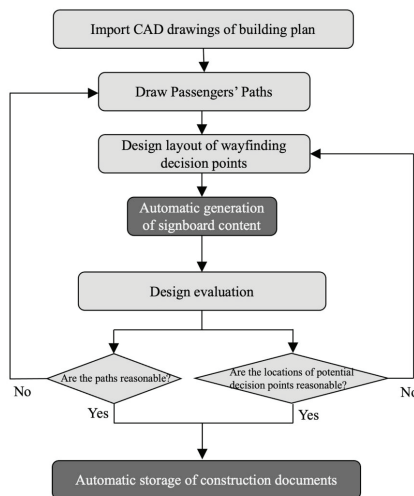 Import CAD drawings of building plan
Draw Passengers' Paths
Design layout of wayfinding
decision points
Automatic generation
of signboard content
Design evaluation
Are the paths reasonable?
Are the locations of potential
decision points reasonable?
No
No
Yes
Yes
Automatic storage of construction documents